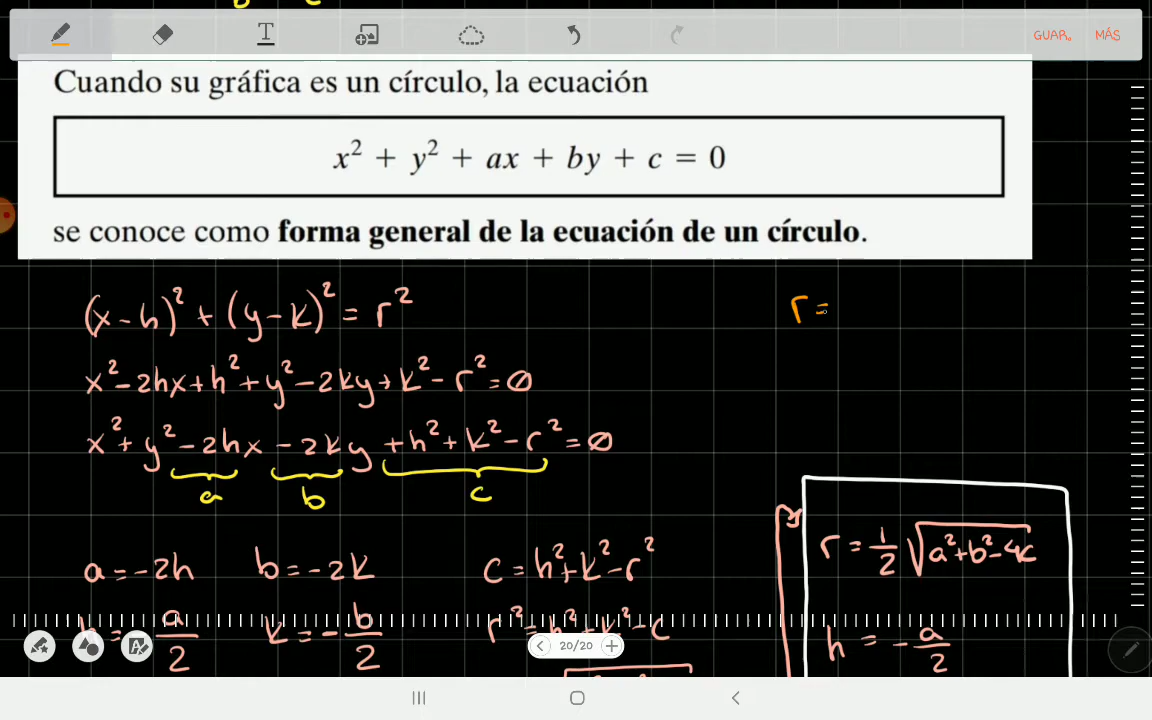 GUAR. MÁS
Cuando su gráfica es un círculo, la ecuación
x² + y² + ax + by + c = 0
se conoce como forma general de la ecuación de un círculo.
(x-h)² + (y-k)² = r²
r =
x² - 2hx + h² + y² - 2ky + k² - r² = 0
x² + y² - 2hx - 2ky + h² + k² - r² = 0
a b c
r = 1/2 √(a² + b² - 4c)
a = -2h b = -2k c = h² + k² - r²
h = - a/2 k = - b/2 r² = h² + k² - c
h = - a/2
20/20